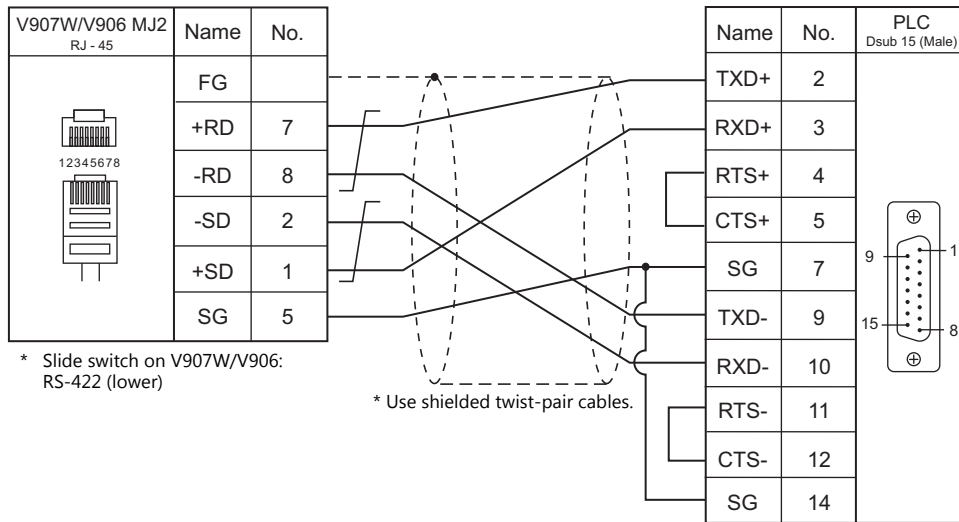 V907W/V906 MJ2
RJ - 45
Name No.
FG
+RD 7
-RD 8
-SD 2
+SD 1
SG 5
12345678
* Slide switch on V907W/V906:
RS-422 (lower)
* Use shielded twist-pair cables.
Name No.
PLC
Dsub 15 (Male)
TXD+ 2
RXD+ 3
RTS+ 4
CTS+ 5
SG 7
TXD- 9
RXD- 10
RTS- 11
CTS- 12
SG 14
9 1
15 8